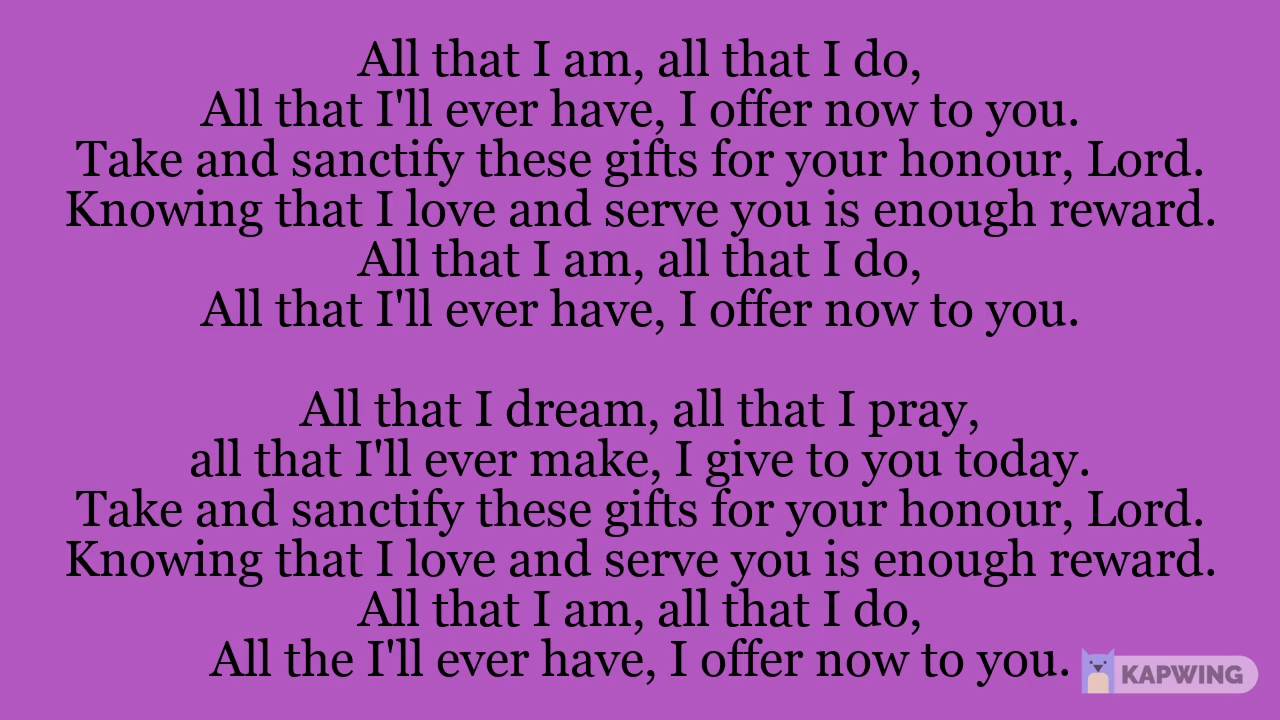 All that I am, all that I do,
All that I'll ever have, I offer now to you.
Take and sanctify these gifts for your honour, Lord.
Knowing that I love and serve you is enough reward.
All that I am, all that I do,
All that I'll ever have, I offer now to you.
All that I dream, all that I pray,
all that I'll ever make, I give to you today.
Take and sanctify these gifts for your honour, Lord.
Knowing that I love and serve you is enough reward.
All that I am, all that I do,
All the I'll ever have, I offer now to you.
KAPWING